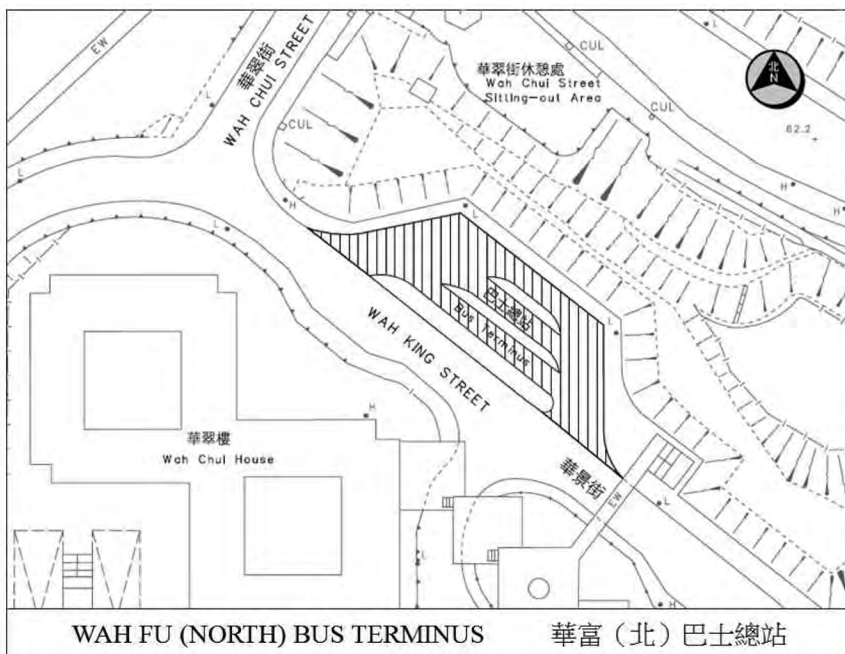 EW
華翠街
WAH CHUI STREET
L
CUL
華翠街休憩處
Wah Chui Street
Sitting-out Area
L
北
N
CUL
62.2
L
CUL
H
L
H
L
H
巴士總站
Bus Terminus
L
WAH KING STREET
H
華翠樓
Wah Chui House
華景街
EW
L
L
H
WAH FU (NORTH) BUS TERMINUS 華富（北）巴士總站